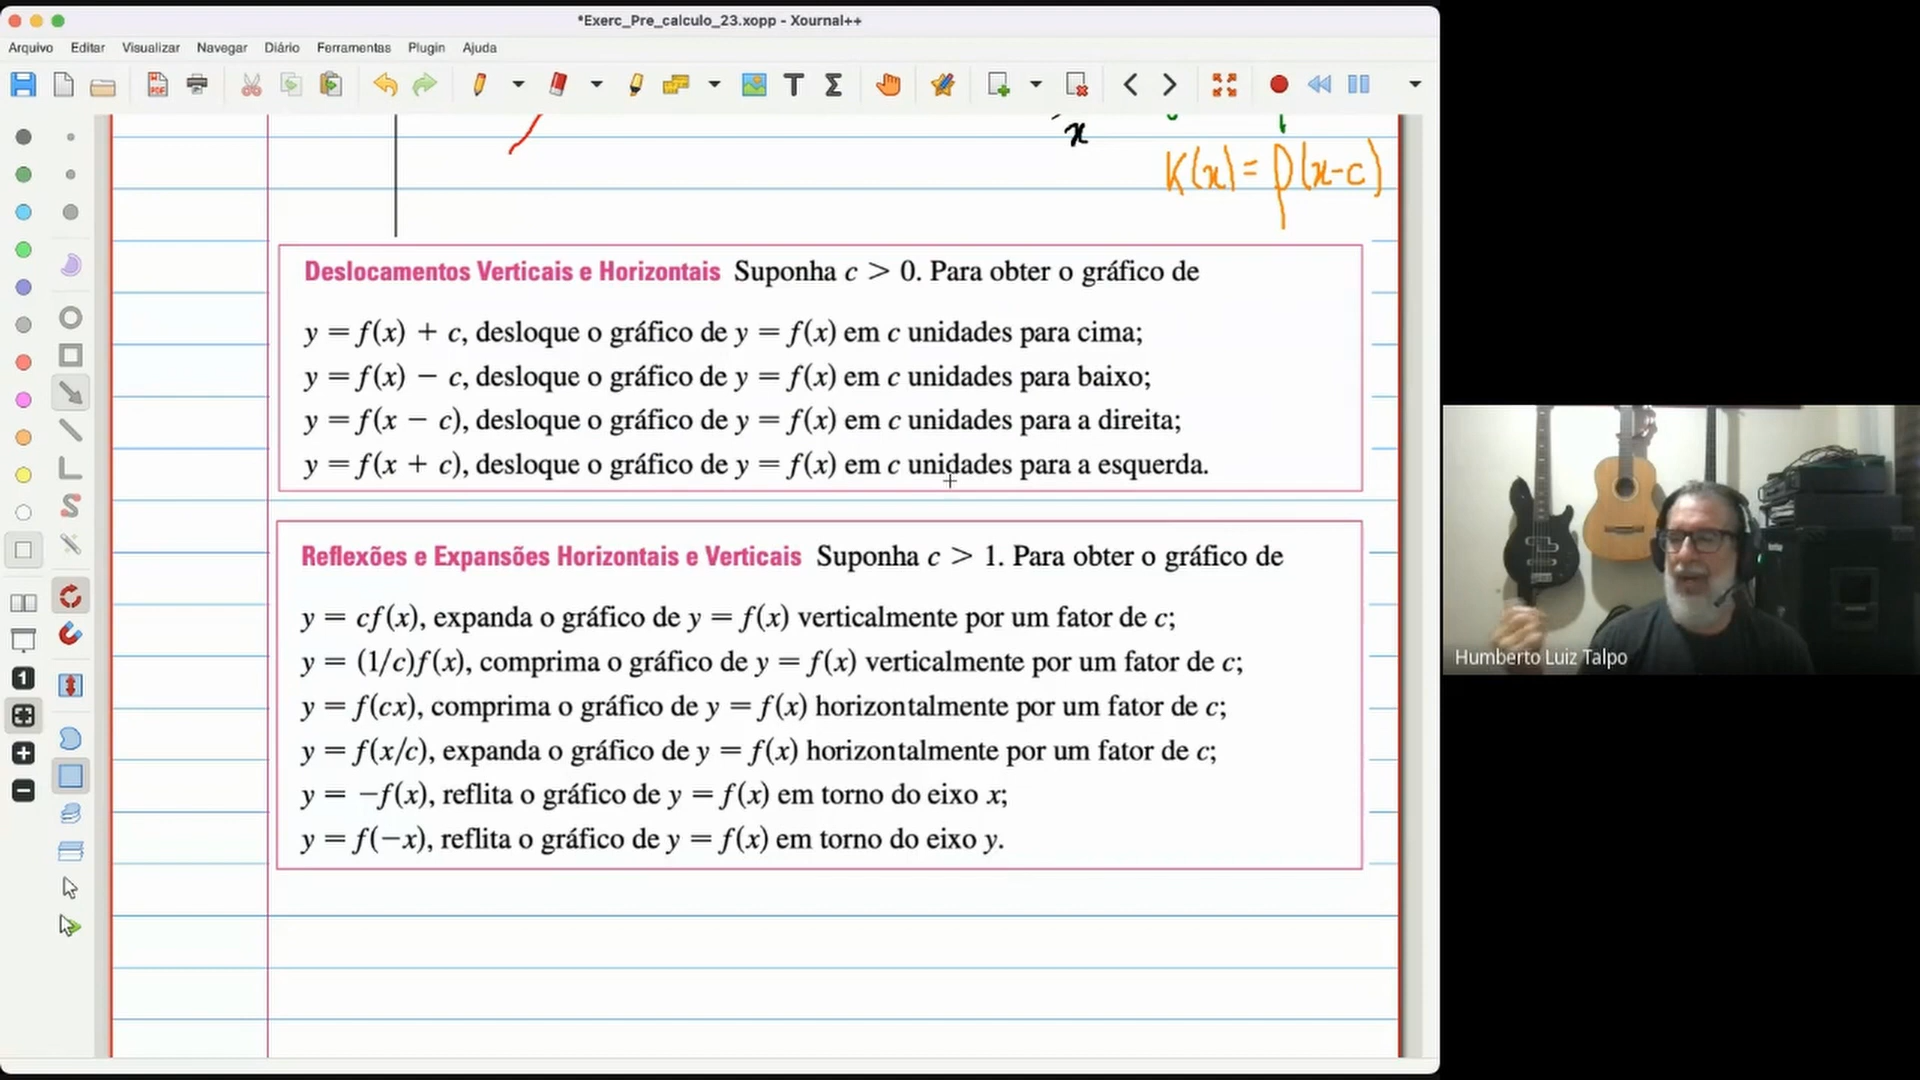 *Exerc_Pre_calculo_23.xopp - Xournal++
Arquivo Editar Visualizar Navegar Diário Ferramentas Plugin Ajuda
x
K(x) = p(x-c)
Deslocamentos Verticais e Horizontais Suponha c > 0. Para obter o gráfico de
y = f(x) + c, desloque o gráfico de y = f(x) em c unidades para cima;
y = f(x) − c, desloque o gráfico de y = f(x) em c unidades para baixo;
y = f(x − c), desloque o gráfico de y = f(x) em c unidades para a direita;
y = f(x + c), desloque o gráfico de y = f(x) em c unidades para a esquerda.
Reflexões e Expansões Horizontais e Verticais Suponha c > 1. Para obter o gráfico de
y = cf(x), expanda o gráfico de y = f(x) verticalmente por um fator de c;
y = (1/c)f(x), comprima o gráfico de y = f(x) verticalmente por um fator de c;
y = f(cx), comprima o gráfico de y = f(x) horizontalmente por um fator de c;
y = f(x/c), expanda o gráfico de y = f(x) horizontalmente por um fator de c;
y = −f(x), reflita o gráfico de y = f(x) em torno do eixo x;
y = f(−x), reflita o gráfico de y = f(x) em torno do eixo y.
Humberto Luiz Talpo